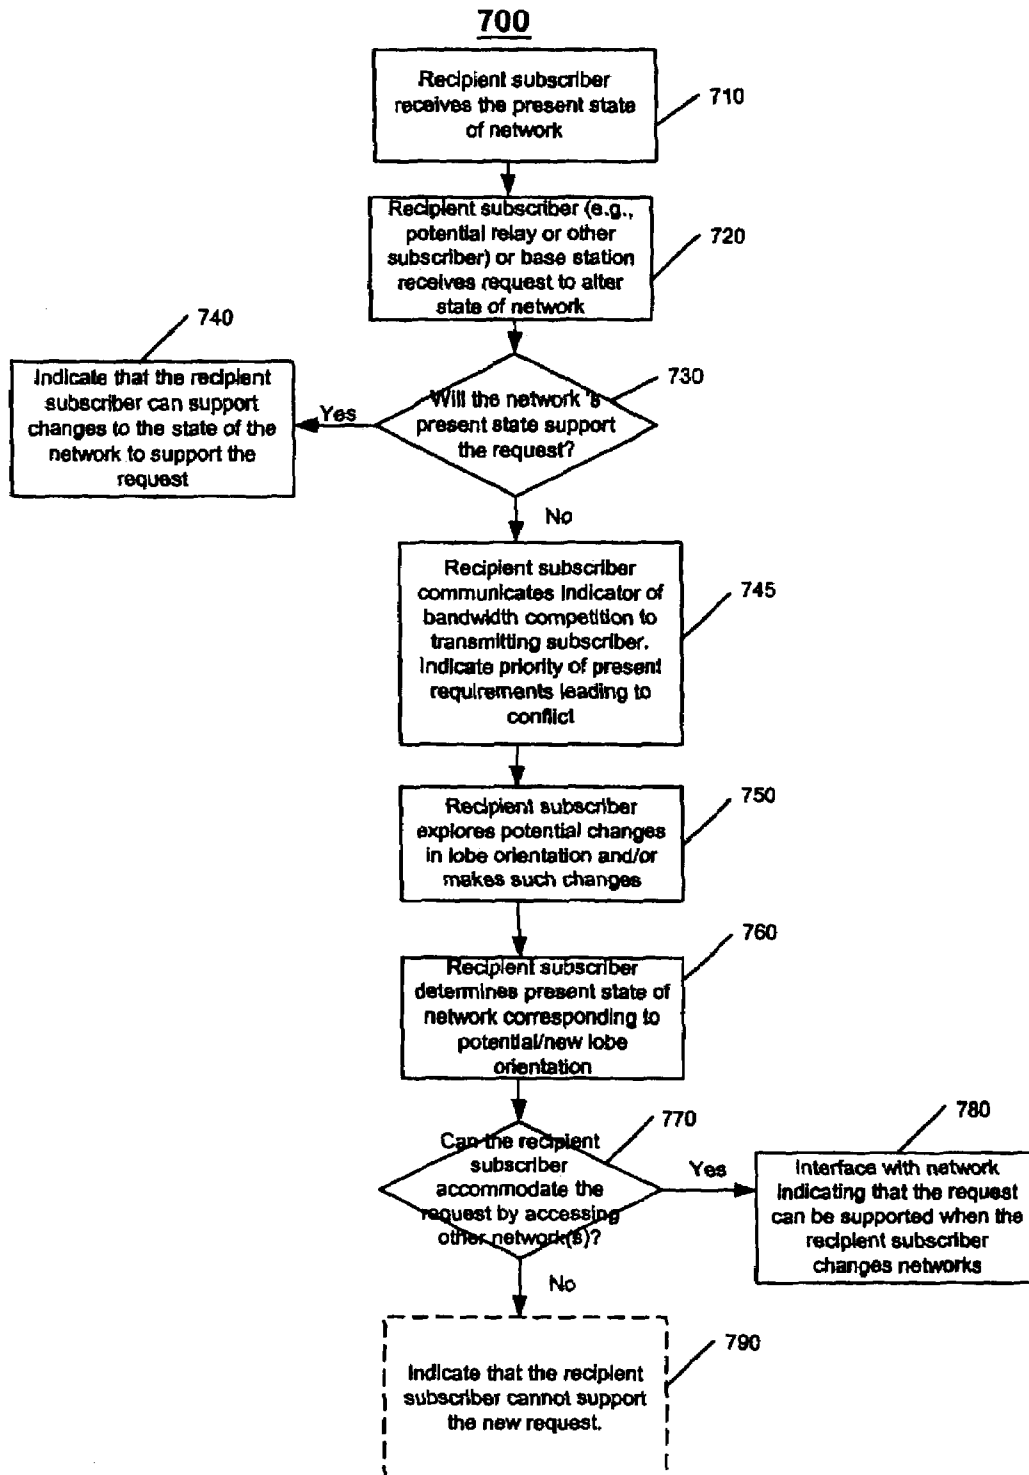 700
Recipient subscriber
receives the present state
of network
710
Recipient subscriber (e.g.,
potential relay or other
subscriber) or base station
receives request to alter
state of network
720
740
Indicate that the recipient
subscriber can support
changes to the state of the
network to support the
request
Yes
730
Will the network 's
present state support
the request?
No
Recipient subscriber
communicates indicator of
bandwidth competition to
transmitting subscriber.
Indicate priority of present
requirements leading to
conflict
745
Recipient subscriber
explores potential changes
in lobe orientation and/or
makes such changes
750
Recipient subscriber
determines present state of
network corresponding to
potential/new lobe
orientation
760
Can the recipient
subscriber
accommodate the
request by accessing
other network(s)?
770
Yes
780
Interface with network
indicating that the request
can be supported when the
recipient subscriber
changes networks
No
Indicate that the recipient
subscriber cannot support
the new request.
790